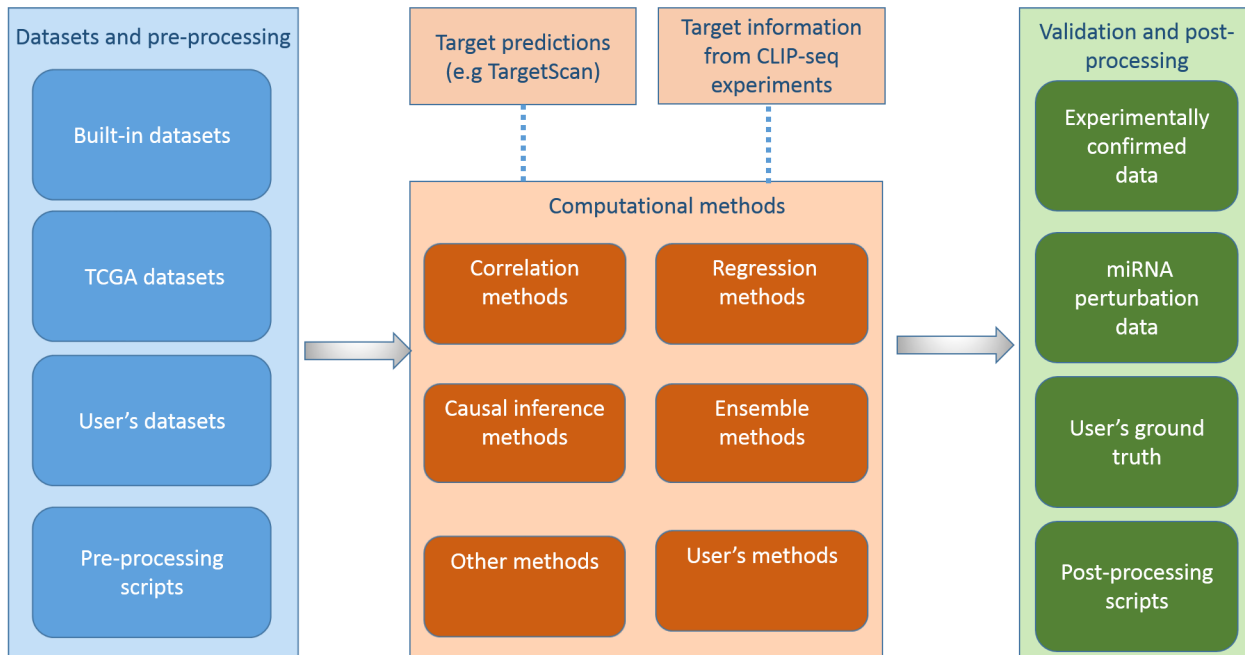 Datasets and pre-processing
Built-in datasets
TCGA datasets
User’s datasets
Pre-processing
scripts
Target predictions
(e.g TargetScan)
Target information
from CLIP-seq
experiments
Computational methods
Correlation
methods
Regression
methods
Causal inference
methods
Ensemble
methods
Other methods
User’s methods
Validation and post-
processing
Experimentally
confirmed
data
miRNA
perturbation
data
User’s ground
truth
Post-processing
scripts